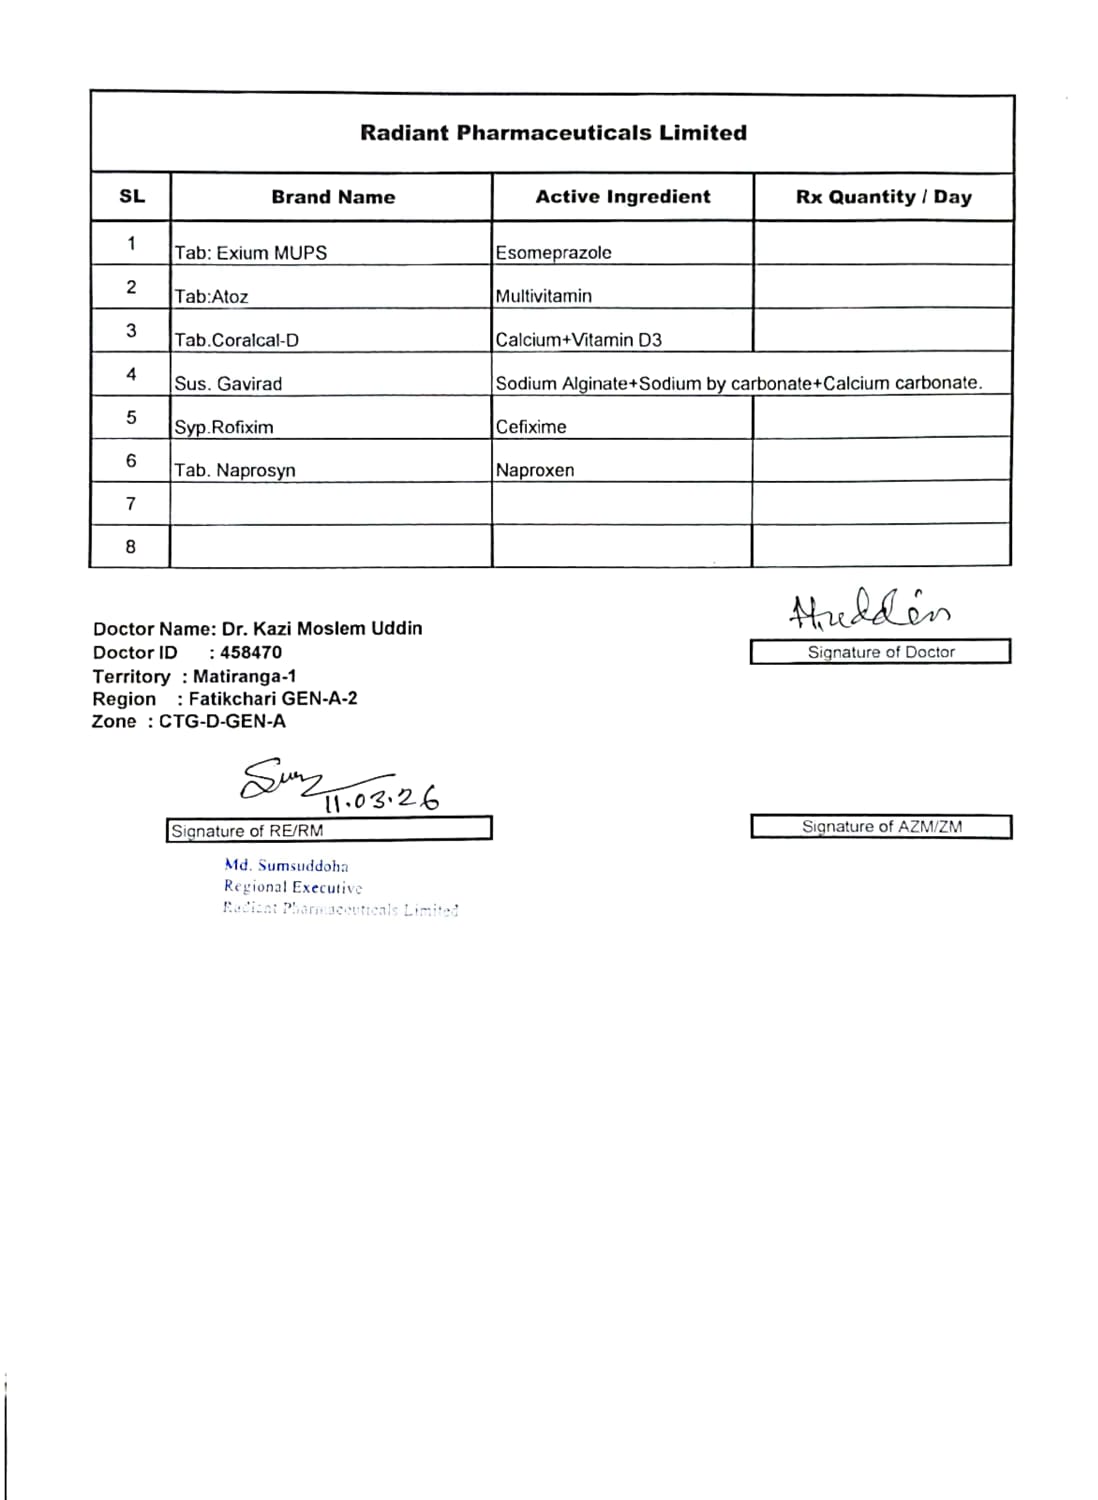 Radiant Pharmaceuticals Limited
SL Brand Name Active Ingredient Rx Quantity / Day
1 Tab: Exium MUPS Esomeprazole
2 Tab:Atoz Multivitamin
3 Tab.Coralcal-D Calcium+Vitamin D3
4 Sus. Gavirad Sodium Alginate+Sodium by carbonate+Calcium carbonate.
5 Syp.Rofixim Cefixime
6 Tab. Naprosyn Naproxen
7
8
Doctor Name: Dr. Kazi Moslem Uddin
Signature of Doctor
Doctor ID : 458470
Territory : Matiranga-1
Region : Fatikchari GEN-A-2
Zone : CTG-D-GEN-A
11.03.26
Signature of RE/RM Signature of AZM/ZM
Md. Sumsuddoha
Regional Executive
Radiant Pharmaceuticals Limited